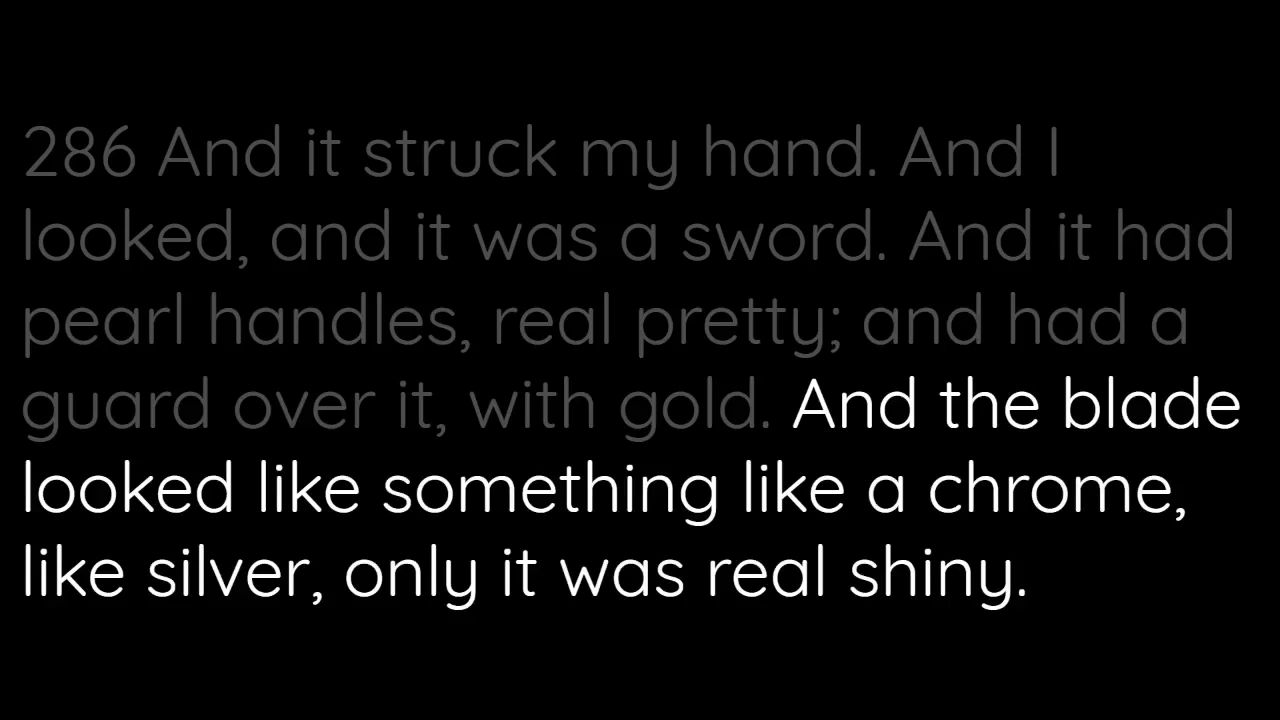 286 And it struck my hand. And I
looked, and it was a sword. And it had
pearl handles, real pretty; and had a
guard over it, with gold. And the blade
looked like something like a chrome,
like silver, only it was real shiny.